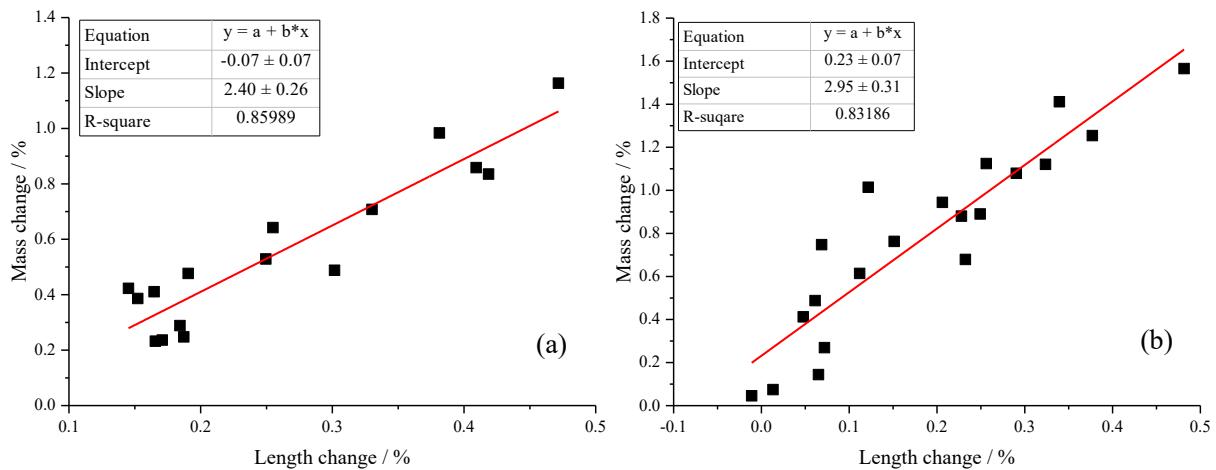 1.4
1.2
1.0
0.8
0.6
0.4
0.2
0.0
Mass change / %
Equation y = a + b*x
Intercept -0.07 ± 0.07
Slope 2.40 ± 0.26
R-square 0.85989
(a)
0.1 0.2 0.3 0.4 0.5
Length change / %
1.8
1.6
1.4
1.2
1.0
0.8
0.6
0.4
0.2
0.0
Mass change / %
Equation y = a + b*x
Intercept 0.23 ± 0.07
Slope 2.95 ± 0.31
R-suqare 0.83186
(b)
-0.1 0.0 0.1 0.2 0.3 0.4 0.5
Length change / %